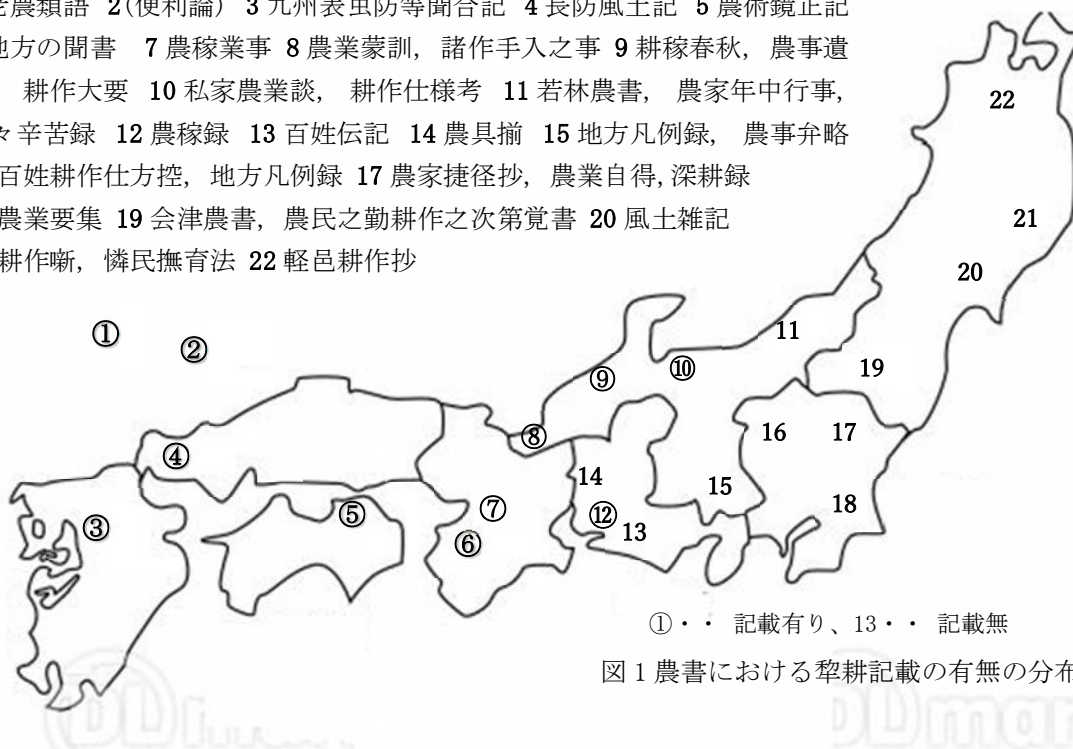 老農類語 2(便利論) 3 九州表虫防等聞合記 4 長防風土記 5 農術鏡正記
地方の聞書 7 農稼業事 8 農業蒙訓，諸作手入之事 9 耕稼春秋，農事遺
耕作大要 10 私家農業談， 耕作仕様考 11 若林農書， 農家年中行事，
々辛苦録 12 農稼録 13 百姓伝記 14 農具揃 15 地方凡例録， 農事弁略
百姓耕作仕方控，地方凡例録 17 農家捷径抄，農業自得,深耕録
農業要集 19 会津農書，農民之勤耕作之次第覚書 20 風土雑記
耕作噺，憐民撫育法 22 軽邑耕作抄
22
21
20
① ②
11
19
⑩
⑨
16 17
⑧
④
14
15
18
⑦
⑤
⑫
③
13
⑥
①・・ 記載有り、13・・ 記載無
図 1 農書における犂耕記載の有無の分布